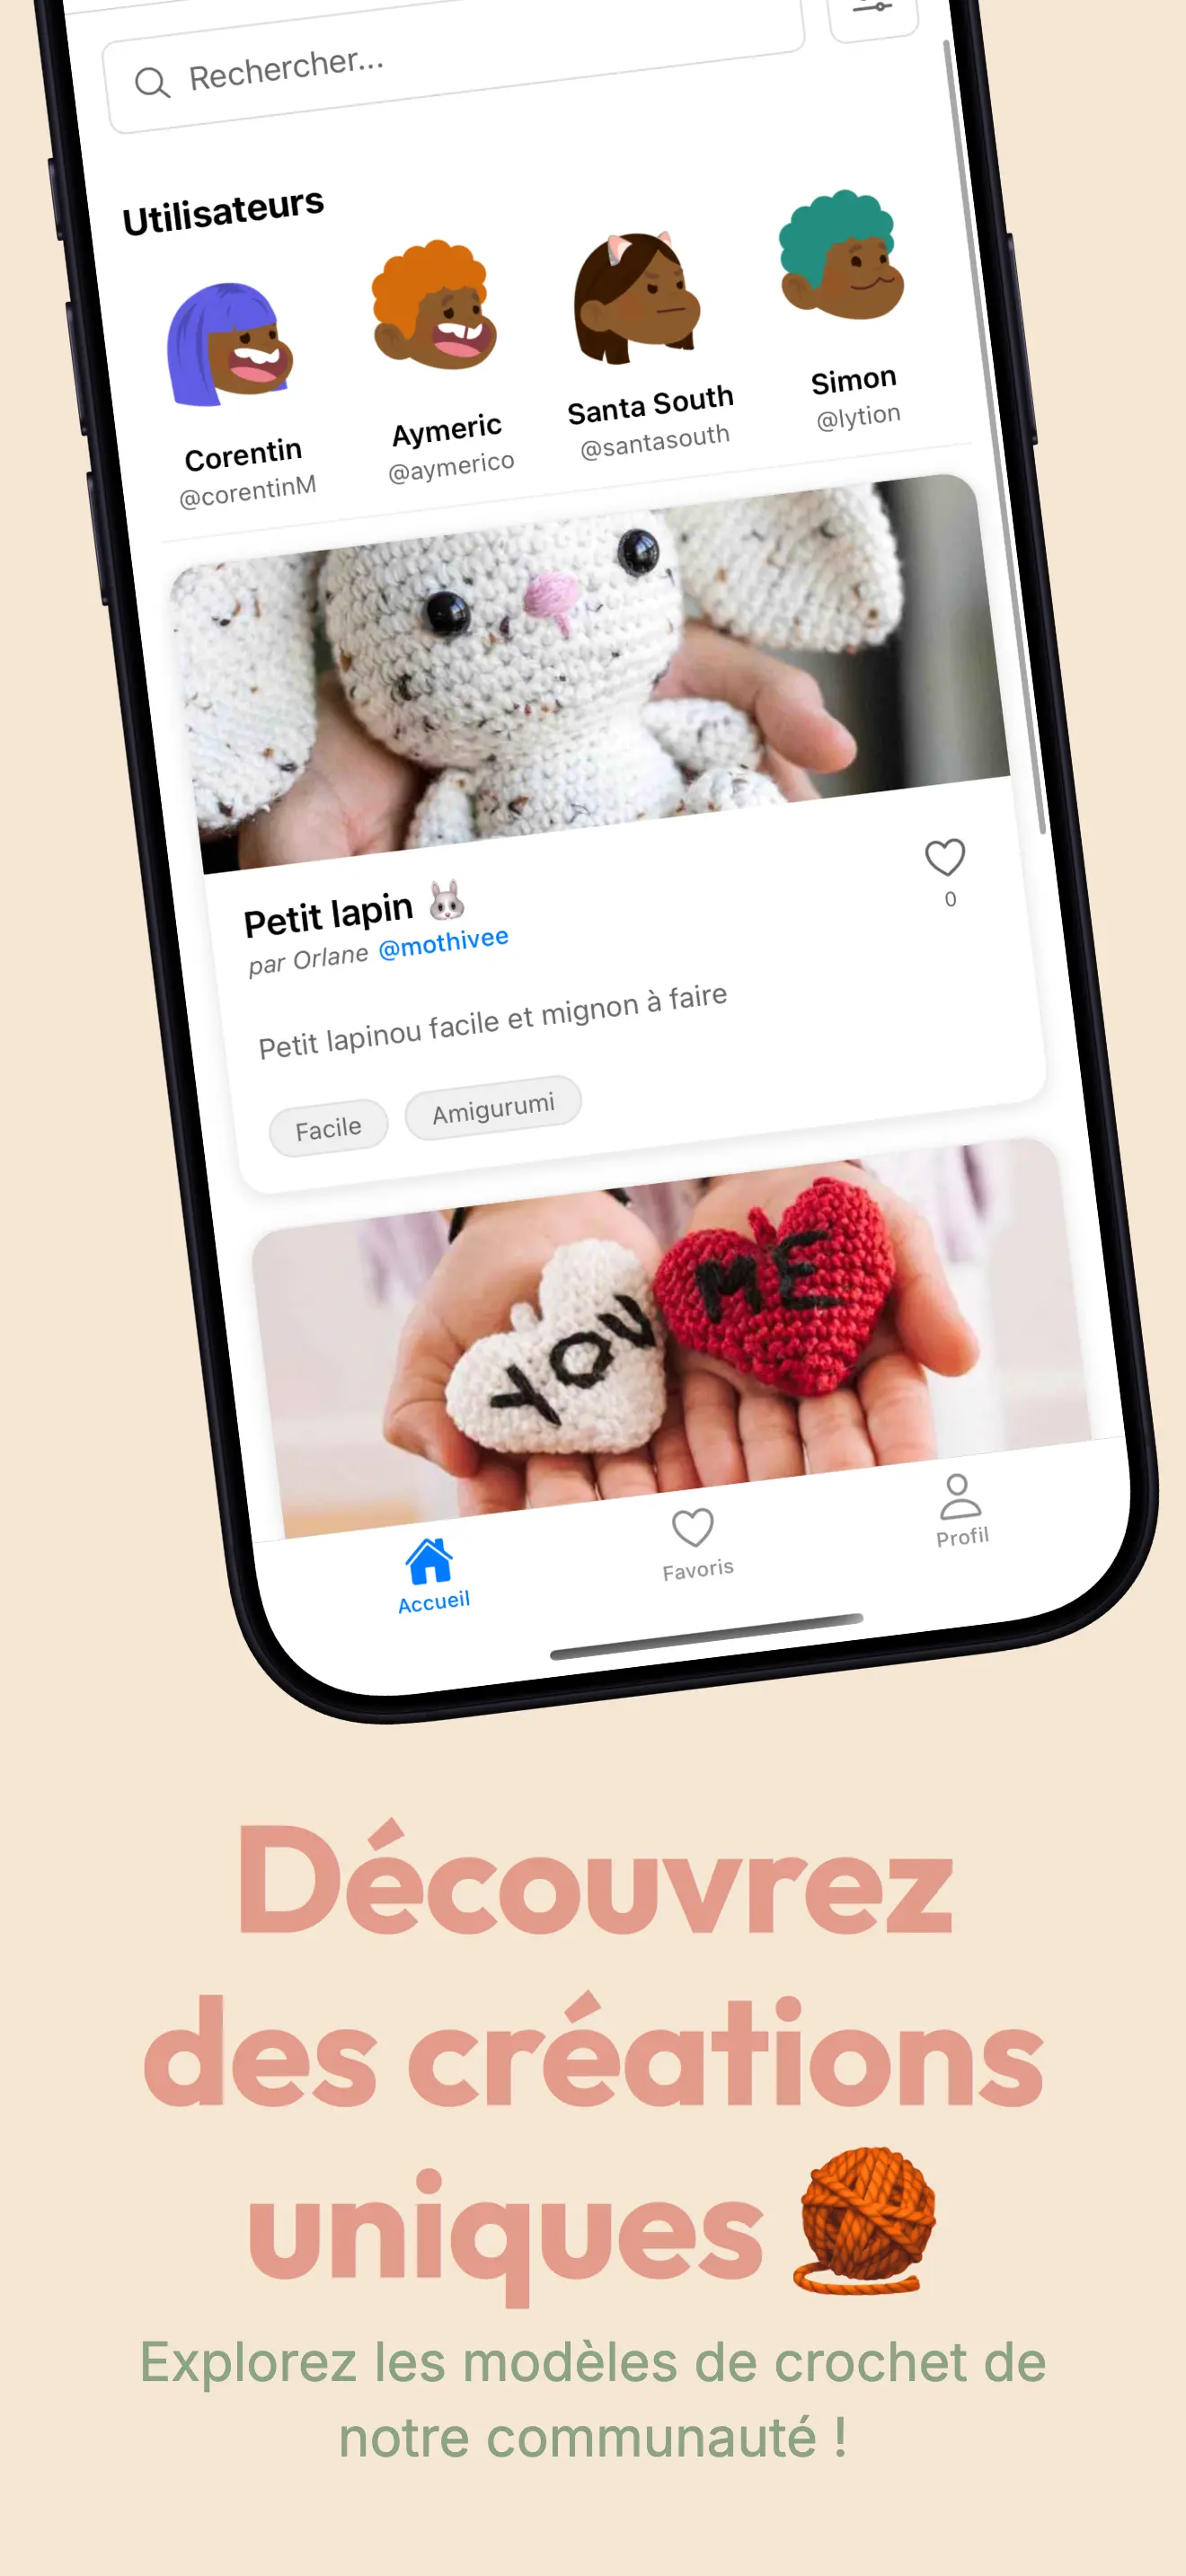 Rechercher...
Utilisateurs
Corentin
@corentinM
Aymeric
@aymerico
Santa South
@santasouth
Simon
@lytion
Petit lapin 🐰
par Orlane @mothivee
0
Petit lapinou facile et mignon à faire
Facile
Amigurumi
YOU
ME
Accueil
Favoris
Profil
Découvrez
des créations
uniques 🧶
Explorez les modèles de crochet de
notre communauté !